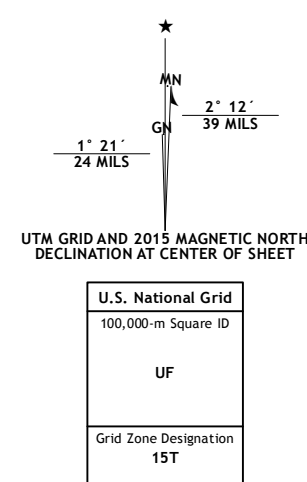 ★
MN
GN
2° 12´
39 MILS
1° 21´
24 MILS
UTM GRID AND 2015 MAGNETIC NORTH
DECLINATION AT CENTER OF SHEET
U.S. National Grid
100,000-m Square ID
UF
Grid Zone Designation
15T